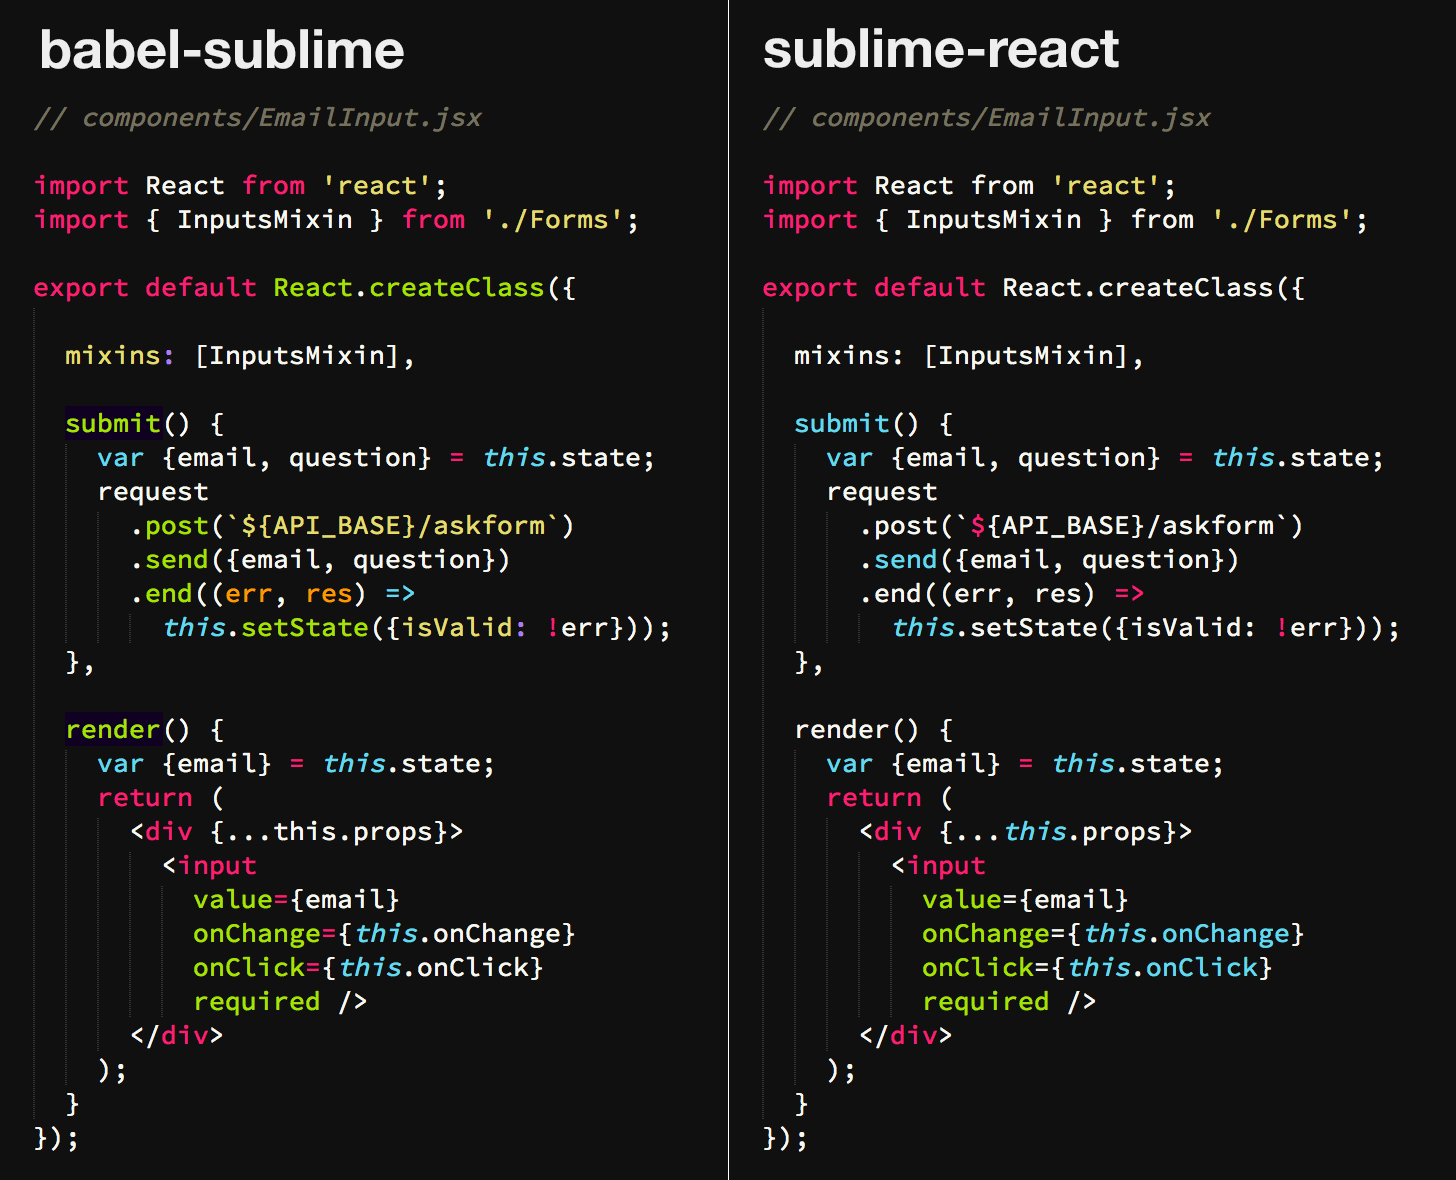 babel-sublime
// components/EmailInput.jsx
import React from 'react';
import { InputsMixin } from './Forms';
export default React.createClass({
  mixins: [InputsMixin],
  submit() {
    var {email, question} = this.state;
    request
      .post(`${API_BASE}/askform`)
      .send({email, question})
      .end((err, res) =>
        this.setState({isValid: !err}));
  },
  render() {
    var {email} = this.state;
    return (
      <div {...this.props}>
        <input
          value={email}
          onChange={this.onChange}
          onClick={this.onClick}
          required />
      </div>
    );
  }
});
sublime-react
// components/EmailInput.jsx
import React from 'react';
import { InputsMixin } from './Forms';
export default React.createClass({
  mixins: [InputsMixin],
  submit() {
    var {email, question} = this.state;
    request
      .post(`${API_BASE}/askform`)
      .send({email, question})
      .end((err, res) =>
        this.setState({isValid: !err}));
  },
  render() {
    var {email} = this.state;
    return (
      <div {...this.props}>
        <input
          value={email}
          onChange={this.onChange}
          onClick={this.onClick}
          required />
      </div>
    );
  }
});